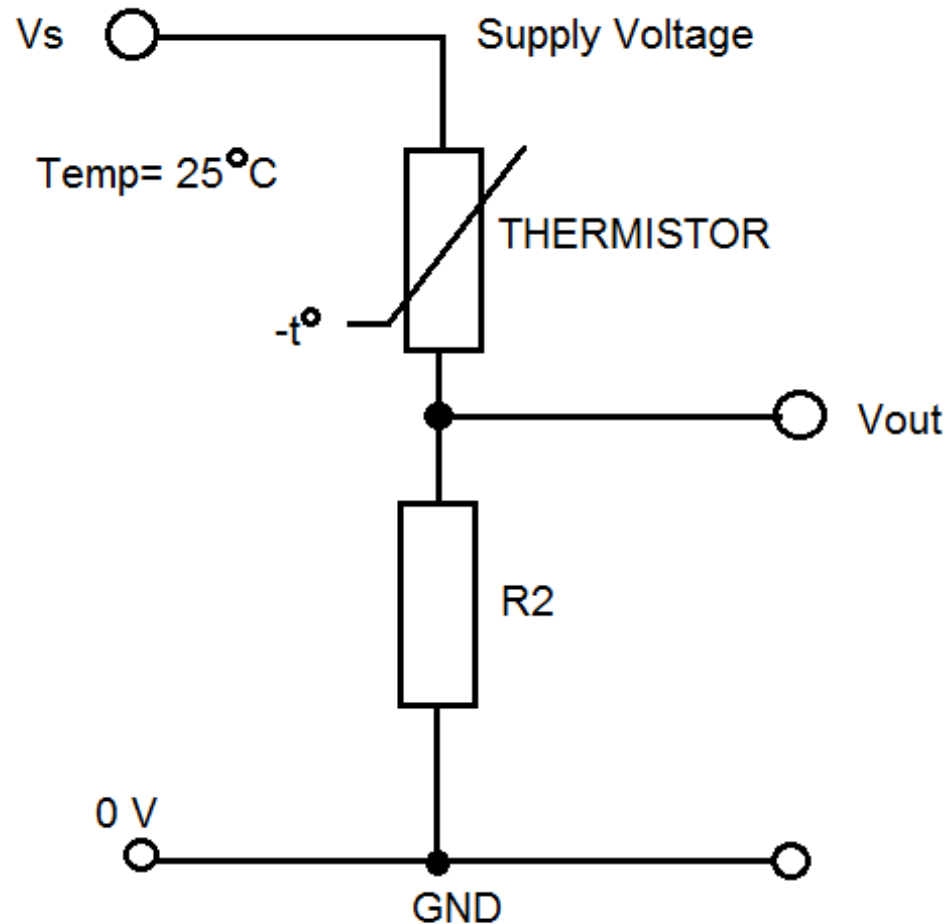 Vs
Supply Voltage
Temp= 25°C
THERMISTOR
-t°
Vout
R2
0 V
GND